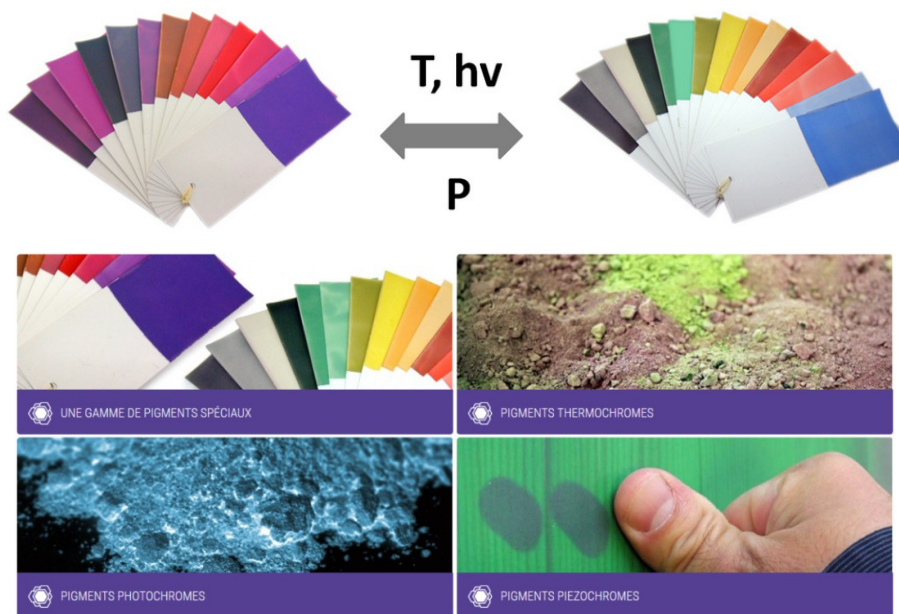 T, hv
P
UNE GAMME DE PIGMENTS SPÉCIAUX
PIGMENTS THERMOCHROMES
PIGMENTS PHOTOCHROMES
PIGMENTS PIEZOCHROMES